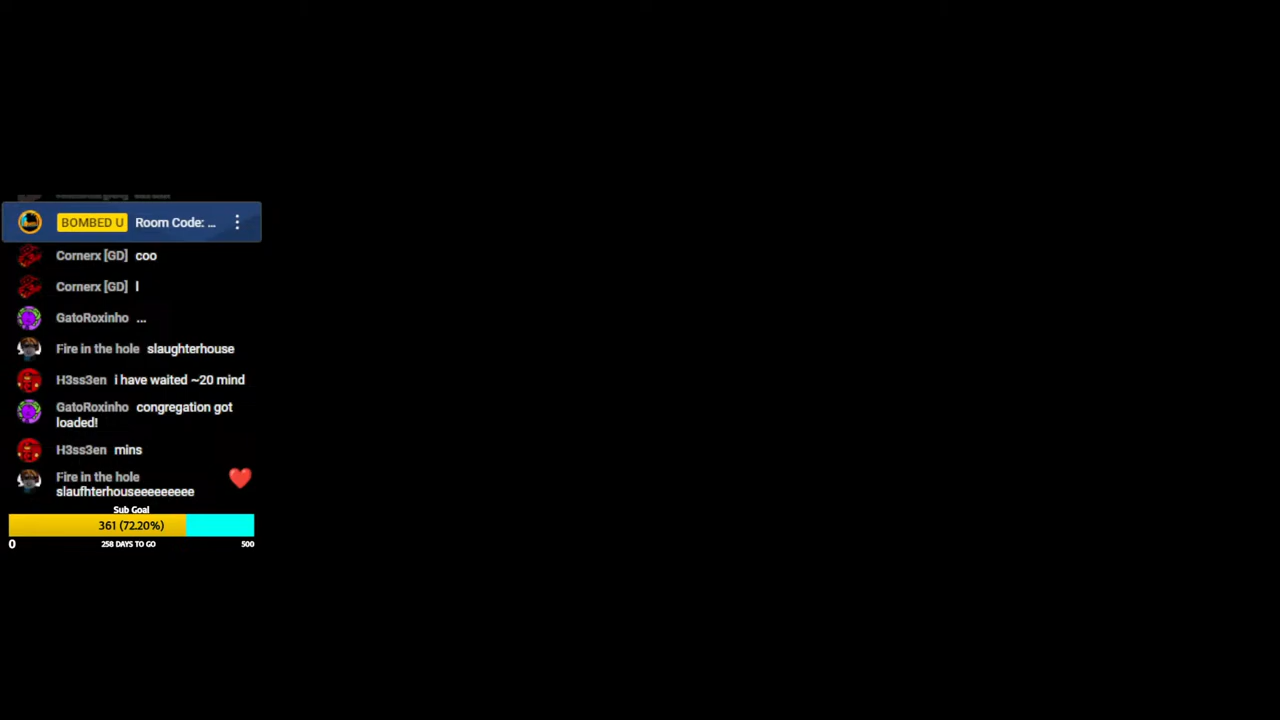 BOMBED U Room Code: ...
Cornerx [GD] coo
Cornerx [GD] l
GatoRoxinho ...
Fire in the hole slaughterhouse
H3ss3en i have waited ~20 mind
GatoRoxinho congregation got
loaded!
H3ss3en mins
Fire in the hole
slaufhterhouseeeeeeeee
Sub Goal
361 (72.20%)
0 258 DAYS TO GO 500